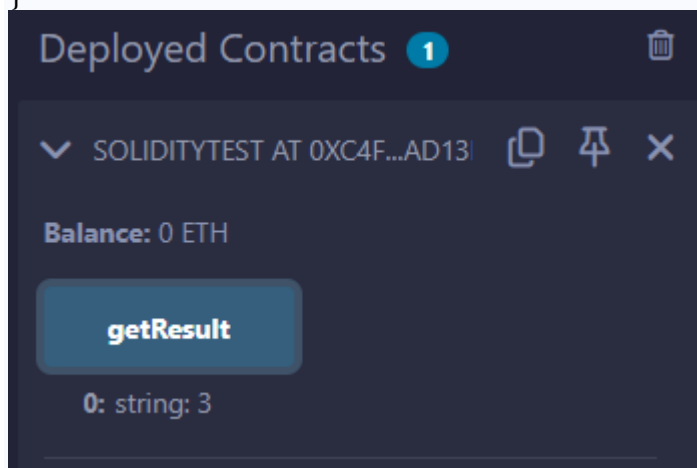 }
Deployed Contracts 1
SOLIDITYTEST AT 0XC4F...AD13
Balance: 0 ETH
getResult
0: string: 3